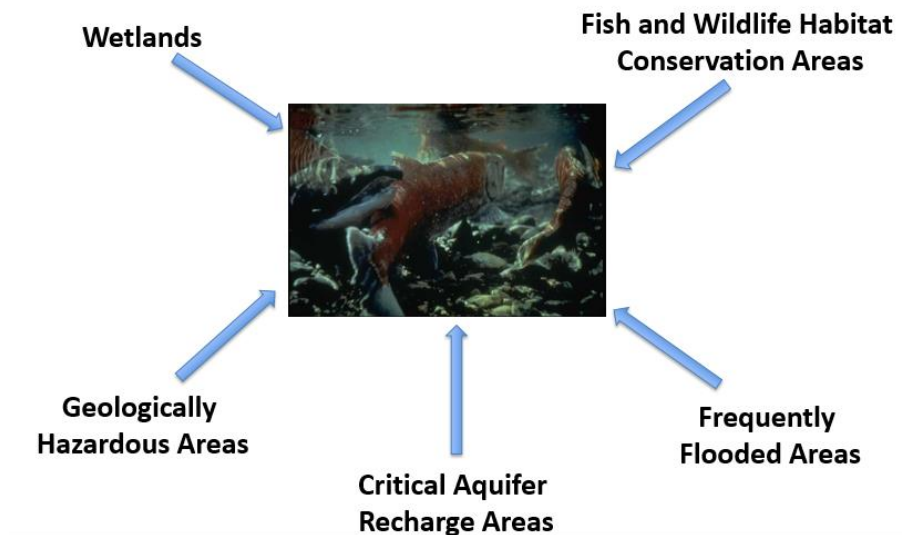 Wetlands
Fish and Wildlife Habitat
Conservation Areas
Geologically
Hazardous Areas
Critical Aquifer
Recharge Areas
Frequently
Flooded Areas